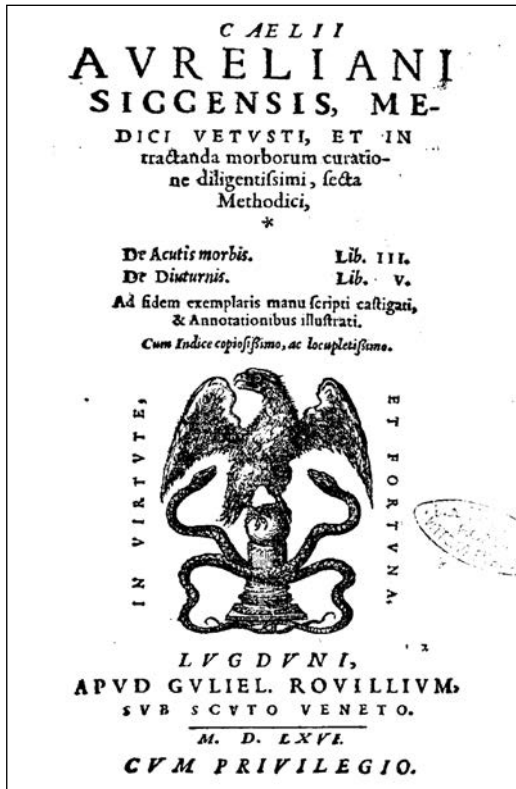 CAELII
AVRELIANI
SICCENSIS, ME-
DICI VETVSTI, ET IN
tractanda morborum curatio-
ne diligentiſsimi, ſecta
Methodici,
*
De Acutis morbis. Lib. III.
De Diuturnis. Lib. V.
Ad fidem exemplaris manu ſcripti caſtigati,
& Annotationibus illuſtrati.
Cum Indice copioſiſsimo, ac locupletiſsimo.
IN VIRTVTE,
ET FORTVNA,
LVGDVNI,
APVD GVLIEL. ROVILLIVM,
SVB SCVTO VENETO.
M. D. LXVI.
CVM PRIVILEGIO.